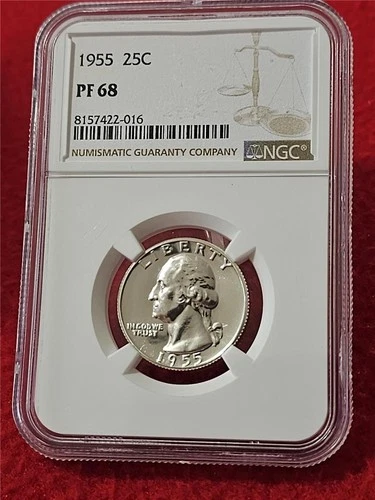 1955 25C
PF 68
8157422-016
NUMISMATIC GUARANTY COMPANY NGC®
LIBERTY
IN GOD WE
TRUST
1955